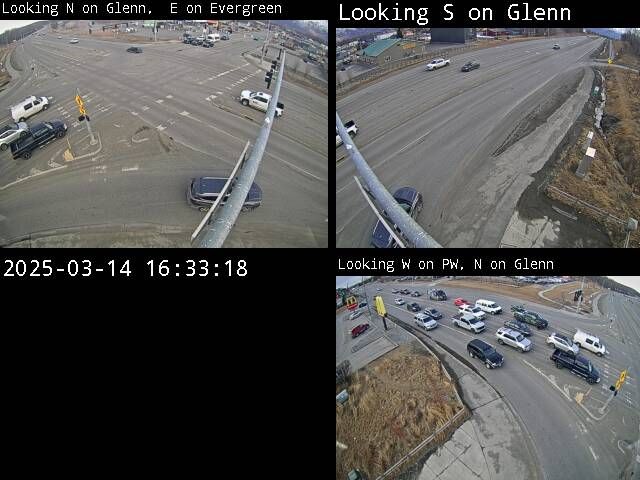 Looking N on Glenn,  E on Evergreen
Looking S on Glenn
2025-03-14 16:33:18
Looking W on PW, N on Glenn